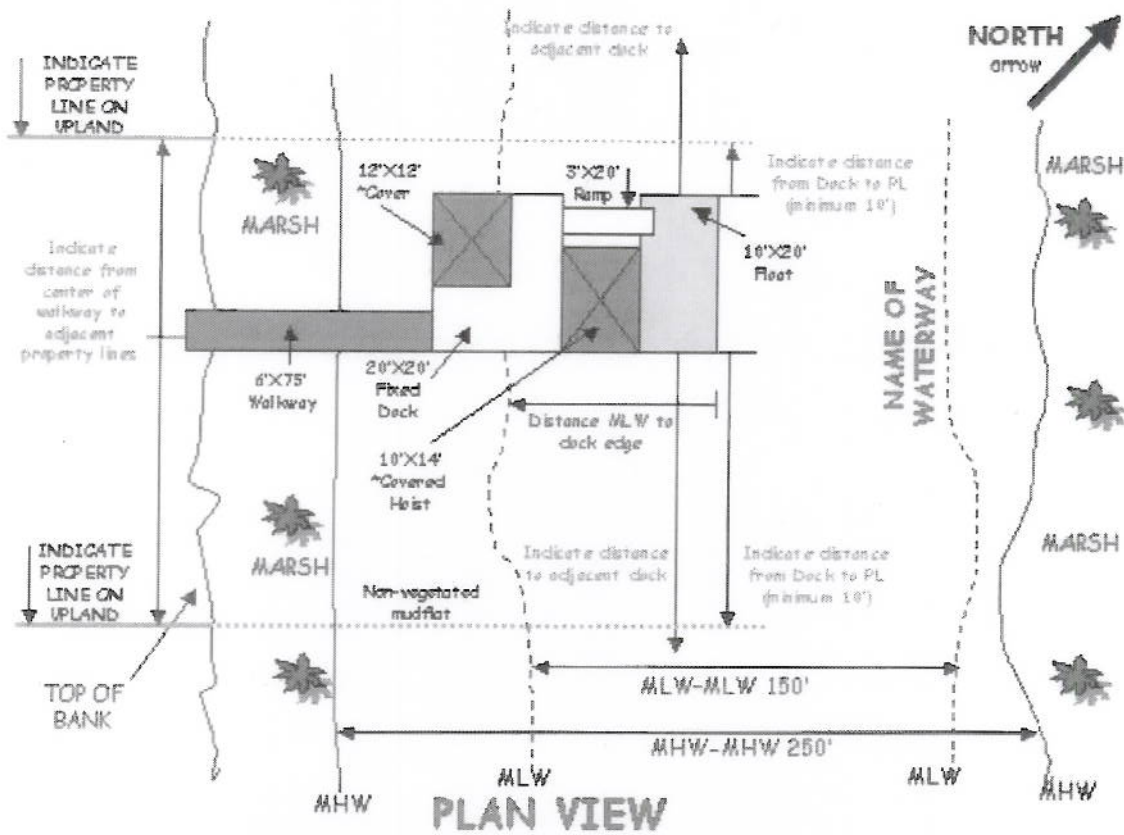 Indicate distance to
adjacent dock
NORTH
arrow
INDICATE
PROPERTY
LINE ON
UPLAND
12'X12'
*Cover
3'X20'
Ramp
Indicate distance
from Dock to PL
(minimum 10')
MARSH
MARSH
10'X20'
Float
Indicate
distance from
center of
walkway to
adjacent
property lines
NAME OF
WATERWAY
6'X75'
Walkway
20'X20'
Fixed
Dock
Distance MLW to
dock edge
10'X14'
*Covered
Hoist
INDICATE
PROPERTY
LINE ON
UPLAND
MARSH
Non-vegetated
mudflat
Indicate distance
to adjacent dock
Indicate distance
from Dock to PL
(minimum 10')
MARSH
TOP OF
BANK
MLW-MLW 150'
MHW-MHW 250'
MHW
MLW
MLW
MHW
PLAN VIEW